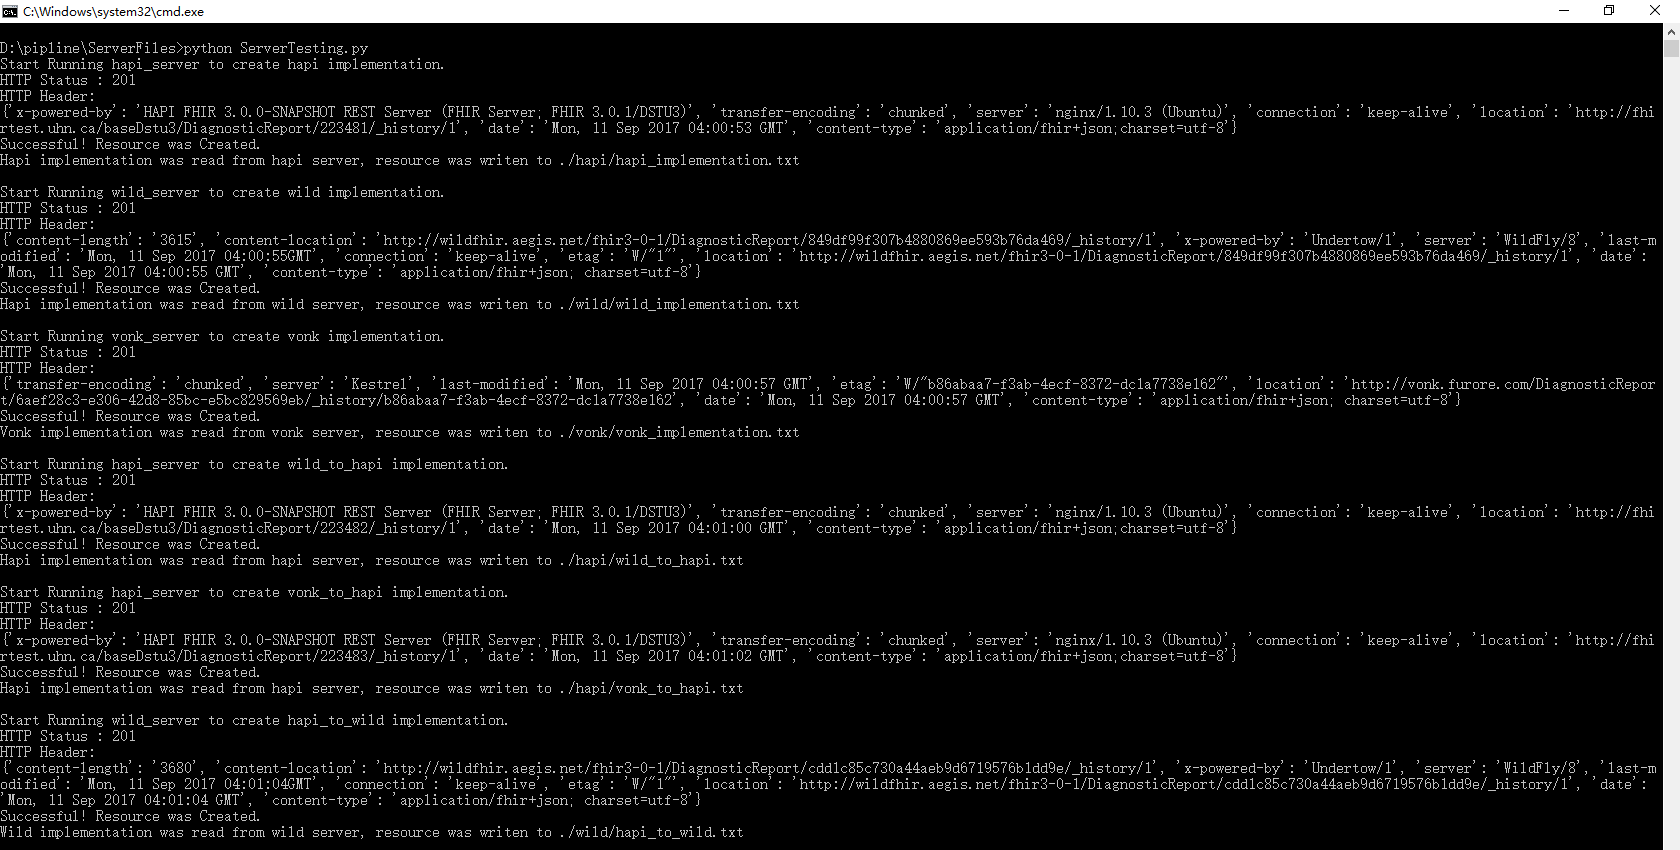 C:\Windows\system32\cmd.exe
D:\pipline\ServerFiles>python ServerTesting.py
Start Running hapi_server to create hapi implementation.
HTTP Status : 201
HTTP Header:
{'x-powered-by': 'HAPI FHIR 3.0.0-SNAPSHOT REST Server (FHIR Server; FHIR 3.0.1/DSTU3)', 'transfer-encoding': 'chunked', 'server': 'nginx/1.10.3 (Ubuntu)', 'connection': 'keep-alive', 'location': 'http://fhi
rtest.uhn.ca/baseDstu3/DiagnosticReport/223481/_history/1', 'date': 'Mon, 11 Sep 2017 04:00:53 GMT', 'content-type': 'application/fhir+json;charset=utf-8'}
Successful! Resource was Created.
Hapi implementation was read from hapi server, resource was writen to ./hapi/hapi_implementation.txt
Start Running wild_server to create wild implementation.
HTTP Status : 201
HTTP Header:
{'content-length': '3615', 'content-location': 'http://wildfhir.aegis.net/fhir3-0-1/DiagnosticReport/849df99f307b4880869ee593b76da469/_history/1', 'x-powered-by': 'Undertow/1', 'server': 'WildFly/8', 'last-m
odified': 'Mon, 11 Sep 2017 04:00:55GMT', 'connection': 'keep-alive', 'etag': 'W/"1"', 'location': 'http://wildfhir.aegis.net/fhir3-0-1/DiagnosticReport/849df99f307b4880869ee593b76da469/_history/1', 'date':
'Mon, 11 Sep 2017 04:00:55 GMT', 'content-type': 'application/fhir+json; charset=utf-8'}
Successful! Resource was Created.
Hapi implementation was read from wild server, resource was writen to ./wild/wild_implementation.txt
Start Running vonk_server to create vonk implementation.
HTTP Status : 201
HTTP Header:
{'transfer-encoding': 'chunked', 'server': 'Kestrel', 'last-modified': 'Mon, 11 Sep 2017 04:00:57 GMT', 'etag': 'W/"b86abaa7-f3ab-4ecf-8372-dc1a7738e162"', 'location': 'http://vonk.furore.com/DiagnosticRepor
t/6aef28c3-e306-42d8-85bc-e5bc829569eb/_history/b86abaa7-f3ab-4ecf-8372-dc1a7738e162', 'date': 'Mon, 11 Sep 2017 04:00:57 GMT', 'content-type': 'application/fhir+json; charset=utf-8'}
Successful! Resource was Created.
Vonk implementation was read from vonk server, resource was writen to ./vonk/vonk_implementation.txt
Start Running hapi_server to create wild_to_hapi implementation.
HTTP Status : 201
HTTP Header:
{'x-powered-by': 'HAPI FHIR 3.0.0-SNAPSHOT REST Server (FHIR Server; FHIR 3.0.1/DSTU3)', 'transfer-encoding': 'chunked', 'server': 'nginx/1.10.3 (Ubuntu)', 'connection': 'keep-alive', 'location': 'http://fhi
rtest.uhn.ca/baseDstu3/DiagnosticReport/223482/_history/1', 'date': 'Mon, 11 Sep 2017 04:01:00 GMT', 'content-type': 'application/fhir+json;charset=utf-8'}
Successful! Resource was Created.
Hapi implementation was read from hapi server, resource was writen to ./hapi/wild_to_hapi.txt
Start Running hapi_server to create vonk_to_hapi implementation.
HTTP Status : 201
HTTP Header:
{'x-powered-by': 'HAPI FHIR 3.0.0-SNAPSHOT REST Server (FHIR Server; FHIR 3.0.1/DSTU3)', 'transfer-encoding': 'chunked', 'server': 'nginx/1.10.3 (Ubuntu)', 'connection': 'keep-alive', 'location': 'http://fhi
rtest.uhn.ca/baseDstu3/DiagnosticReport/223483/_history/1', 'date': 'Mon, 11 Sep 2017 04:01:02 GMT', 'content-type': 'application/fhir+json;charset=utf-8'}
Successful! Resource was Created.
Hapi implementation was read from hapi server, resource was writen to ./hapi/vonk_to_hapi.txt
Start Running wild_server to create hapi_to_wild implementation.
HTTP Status : 201
HTTP Header:
{'content-length': '3680', 'content-location': 'http://wildfhir.aegis.net/fhir3-0-1/DiagnosticReport/cdd1c85c730a44aeb9d6719576b1dd9e/_history/1', 'x-powered-by': 'Undertow/1', 'server': 'WildFly/8', 'last-m
odified': 'Mon, 11 Sep 2017 04:01:04GMT', 'connection': 'keep-alive', 'etag': 'W/"1"', 'location': 'http://wildfhir.aegis.net/fhir3-0-1/DiagnosticReport/cdd1c85c730a44aeb9d6719576b1dd9e/_history/1', 'date':
'Mon, 11 Sep 2017 04:01:04 GMT', 'content-type': 'application/fhir+json; charset=utf-8'}
Successful! Resource was Created.
Wild implementation was read from wild server, resource was writen to ./wild/hapi_to_wild.txt